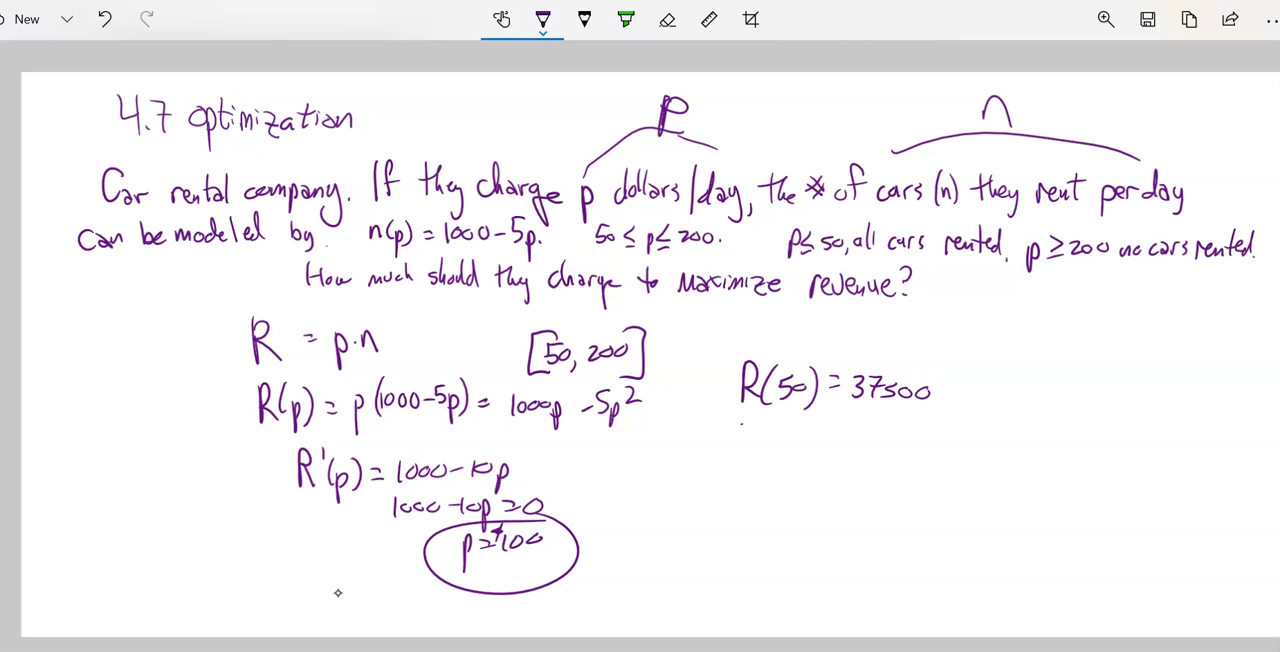 New
4.7 optimization
P
n
Car rental company. If they charge p dollars/day, the # of cars (n) they rent per day
can be modeled by n(p) = 1000 - 5p. 50 ≤ p ≤ 200. P ≤ 50, all cars rented. p ≥ 200 no cars rented.
How much should they charge to maximize revenue?
R = p·n [50, 200]
R(50) = 37500
R(p) = p(1000-5p) = 1000p - 5p²
R'(p) = 1000 - 10p
1000 - 10p = 0
p = 100